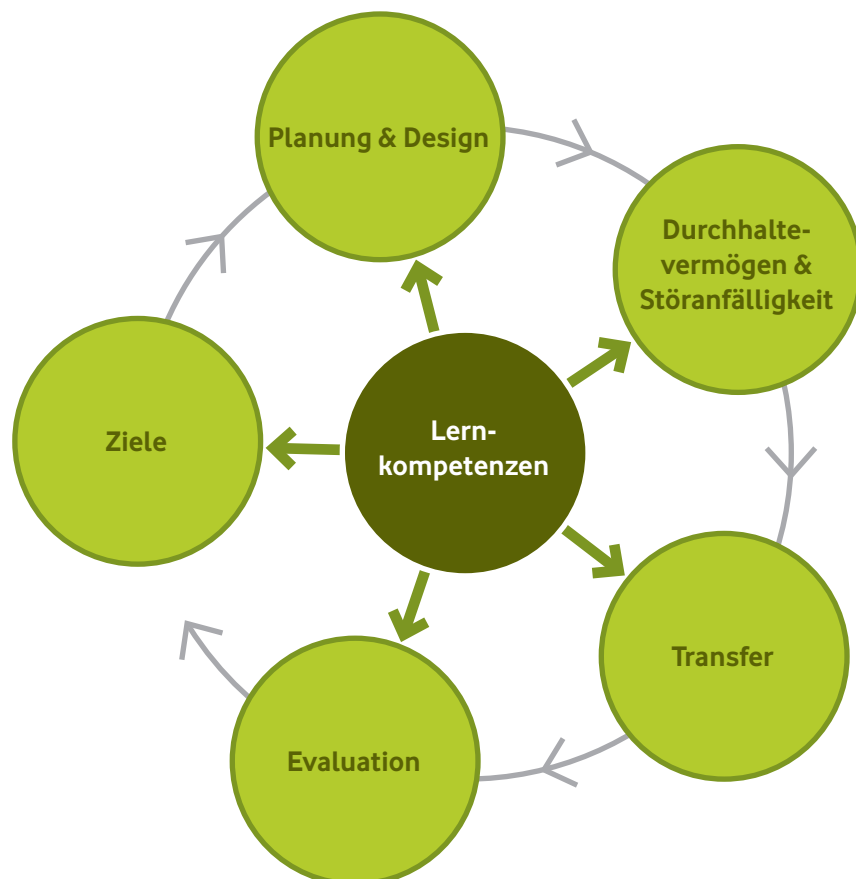 Planung & Design
Durchhalte-
vermögen &
Störanfälligkeit
Ziele
Lern-
kompetenzen
Transfer
Evaluation